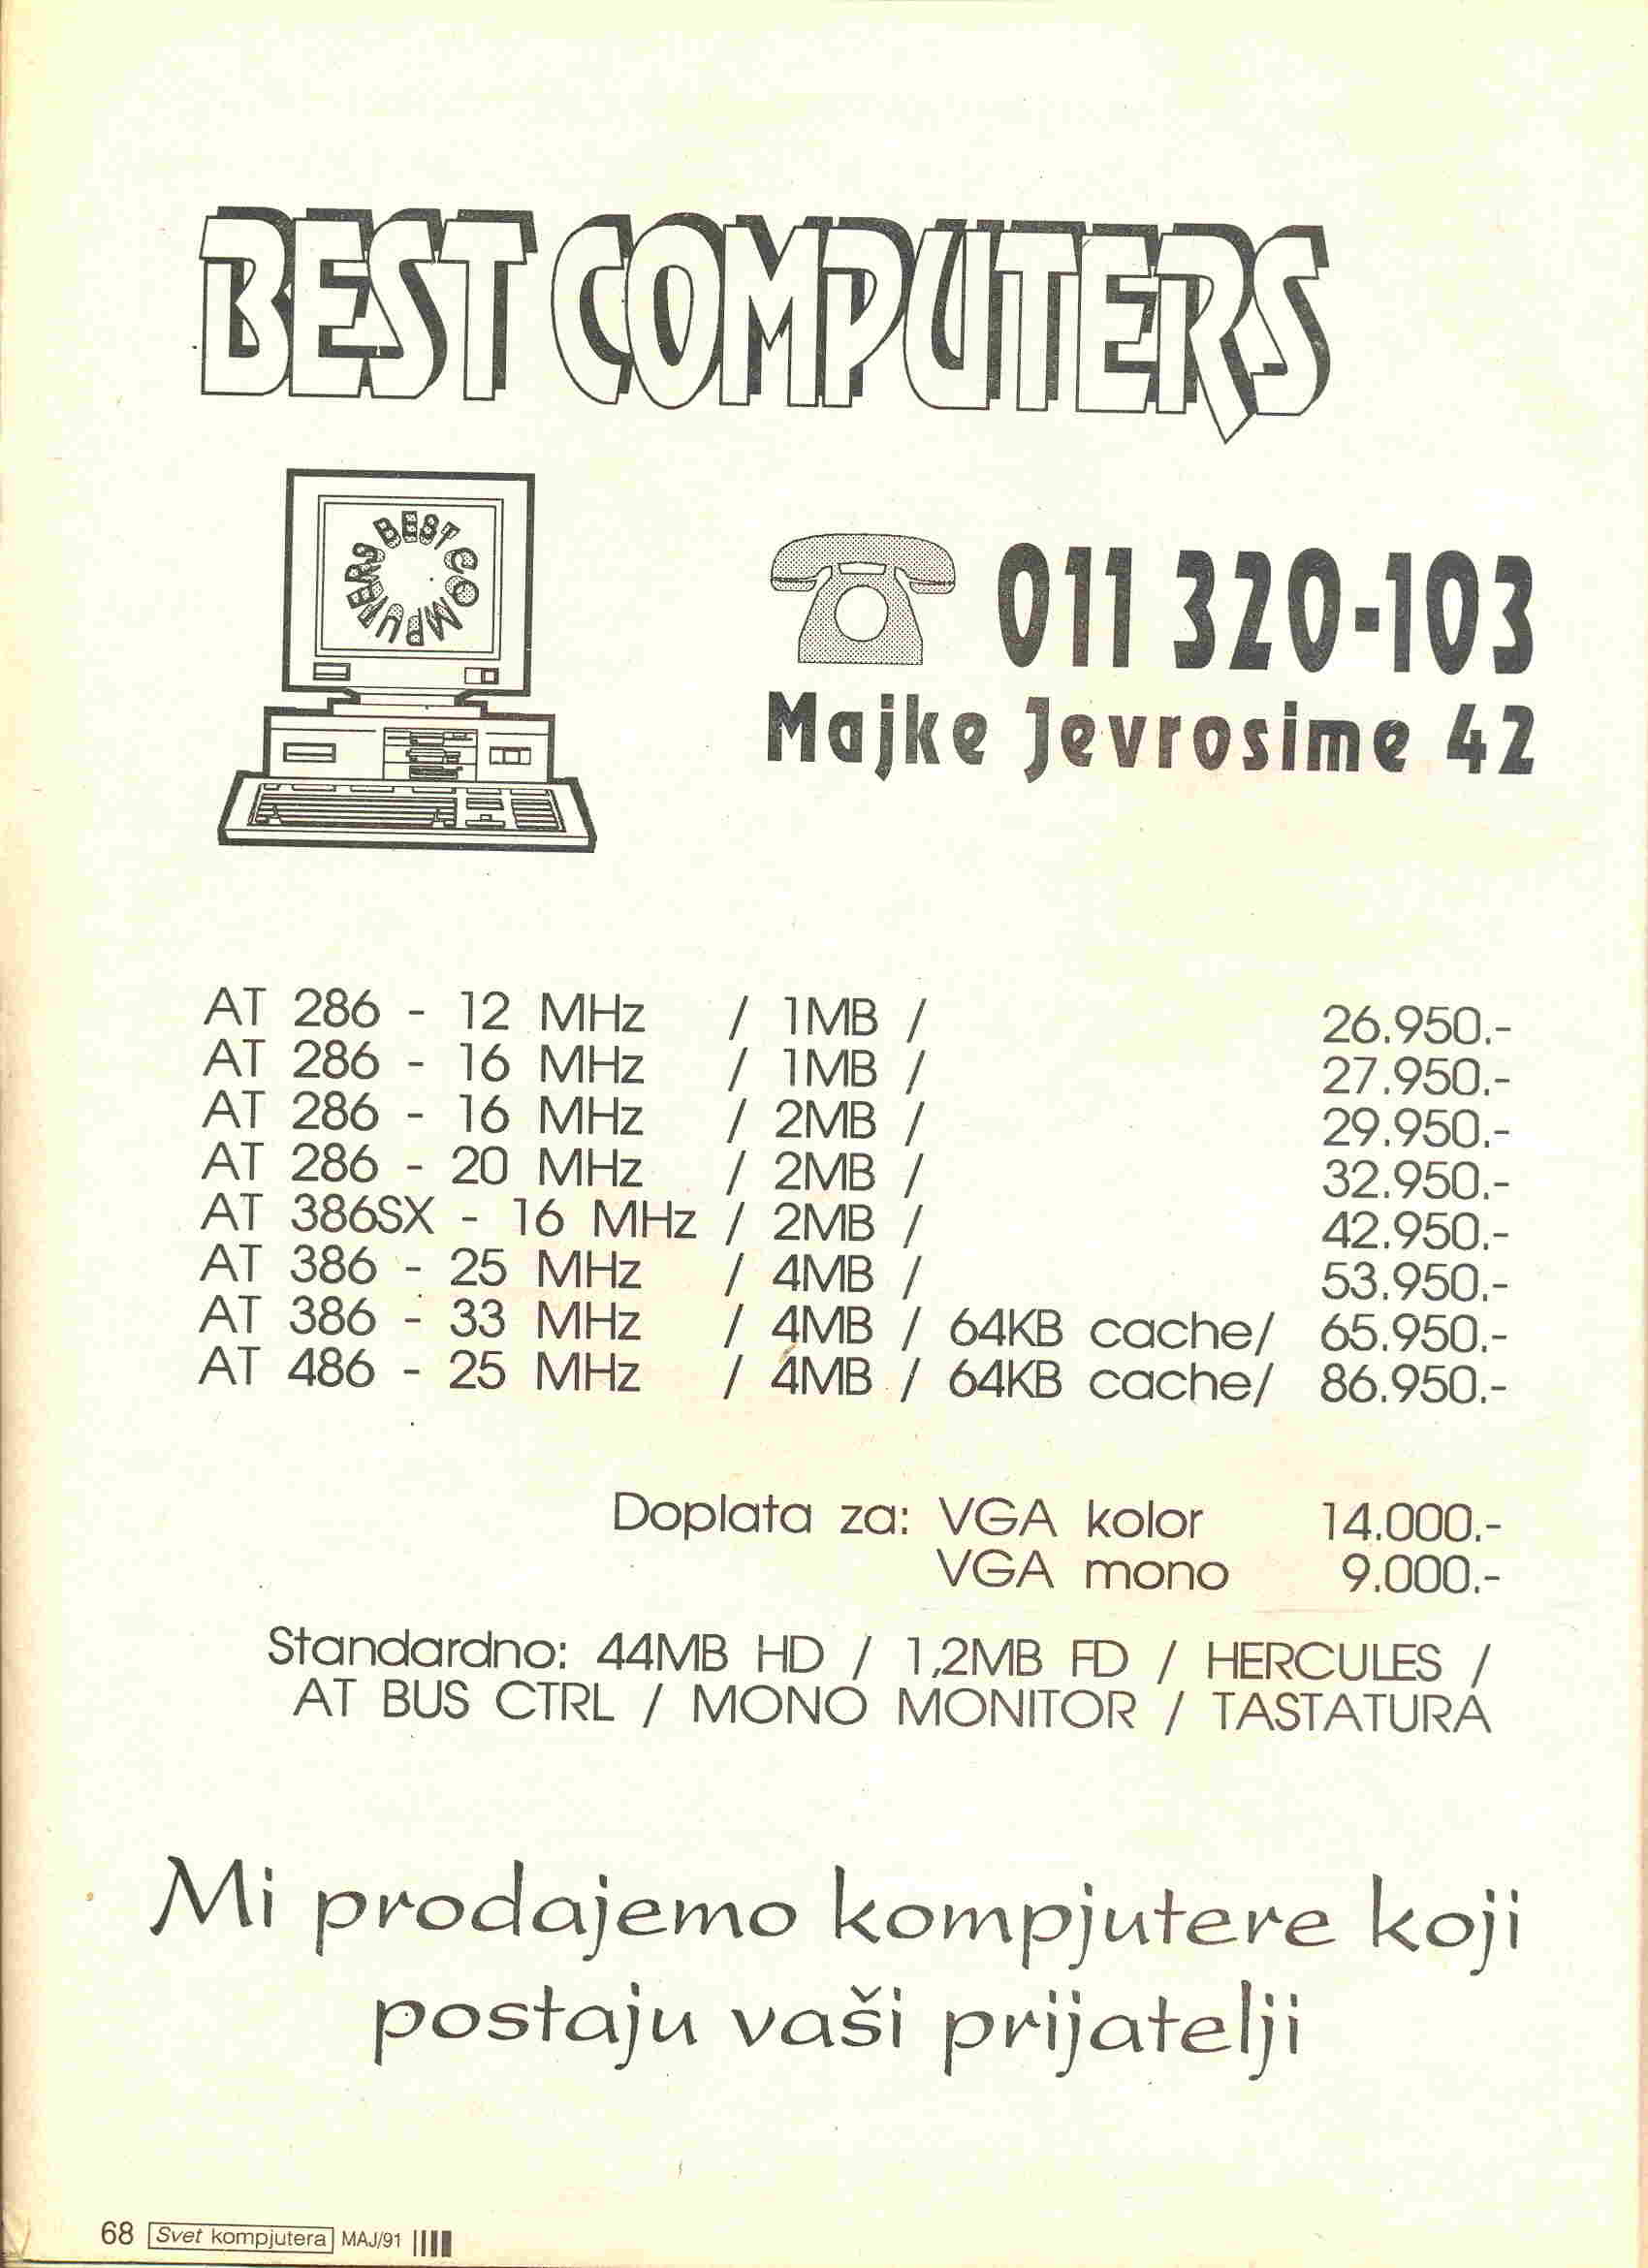 BEST COMPUTERS
BEST COMPUTERS
011 320-103
Majke Jevrosime 42
AT 286 - 12 MHz / 1MB / 26.950.-
AT 286 - 16 MHz / 1MB / 27.950.-
AT 286 - 16 MHz / 2MB / 29.950.-
AT 286 - 20 MHz / 2MB / 32.950.-
AT 386SX - 16 MHz / 2MB / 42.950.-
AT 386 - 25 MHz / 4MB / 53.950.-
AT 386 - 33 MHz / 4MB / 64KB cache/ 65.950.-
AT 486 - 25 MHz / 4MB / 64KB cache/ 86.950.-
Doplata za: VGA kolor 14.000.-
VGA mono 9.000.-
Standardno: 44MB HD / 1,2MB FD / HERCULES /
AT BUS CTRL / MONO MONITOR / TASTATURA
Mi prodajemo kompjutere koji
postaju vaši prijatelji
68 Svet kompjutera MAJ/91